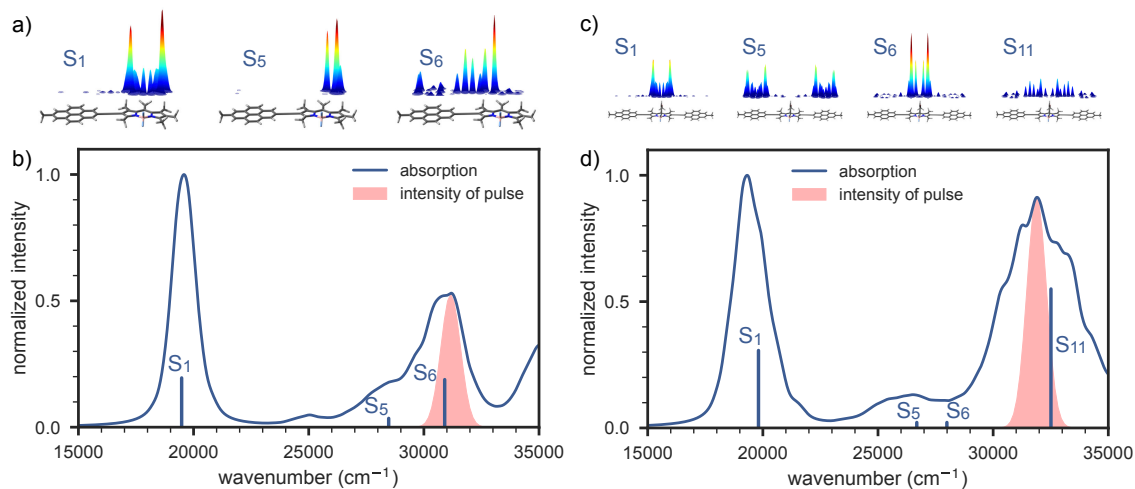 a)
S1
S5
S6
b)
1.0
0.5
0.0
normalized intensity
absorption
intensity of pulse
S1
S5
S6
15000 20000 25000 30000 35000
wavenumber (cm−1)
c)
S1
S5
S6
S11
d)
1.0
0.5
0.0
normalized intensity
absorption
intensity of pulse
S1
S5
S6
S11
15000 20000 25000 30000 35000
wavenumber (cm−1)